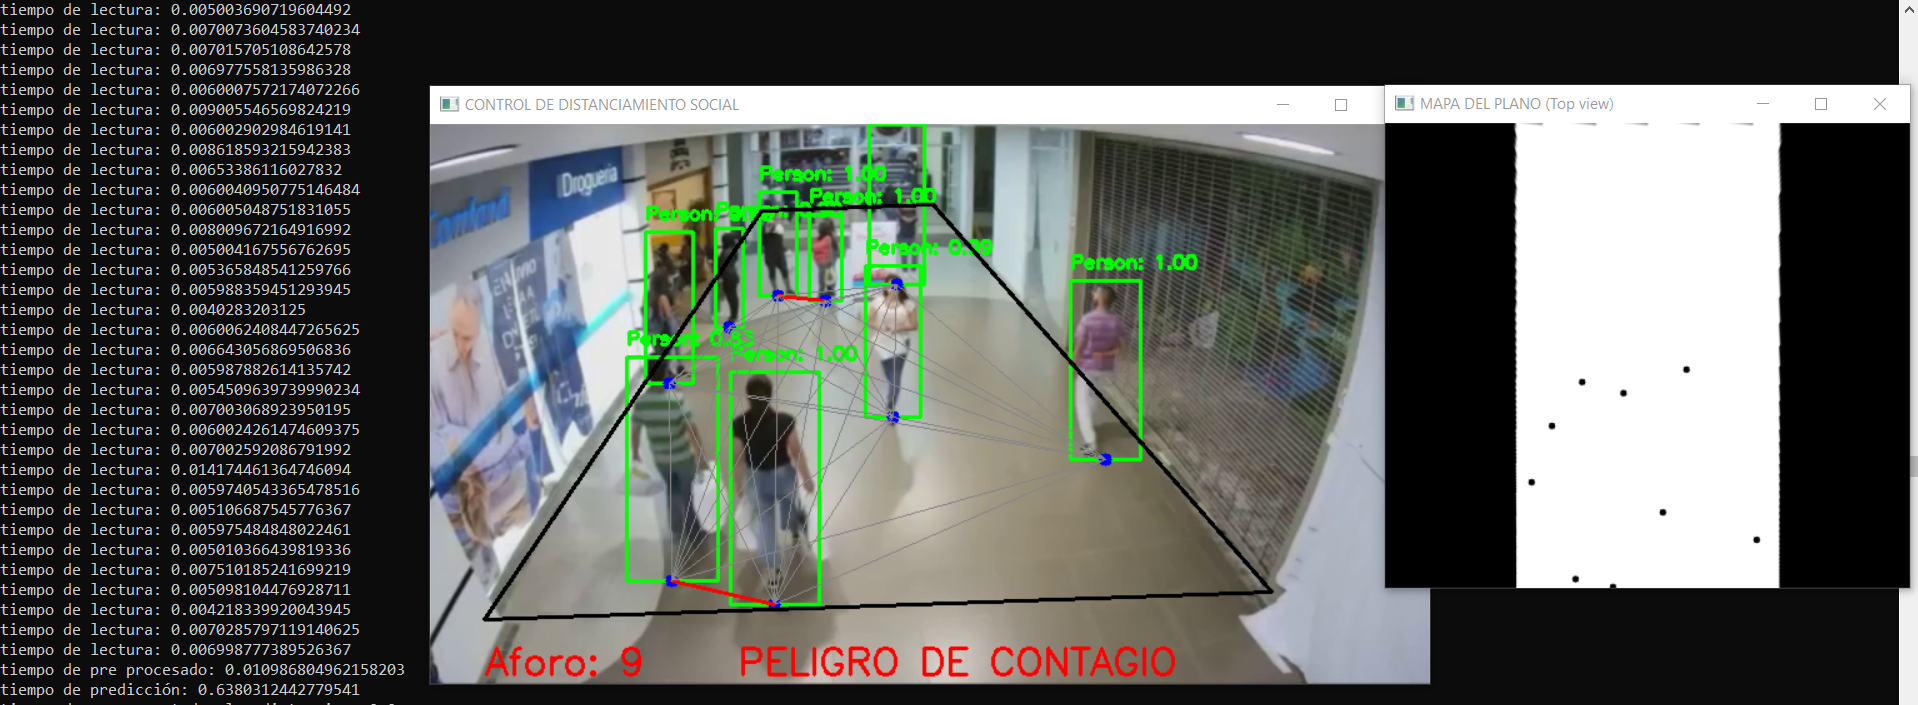 tiempo de lectura: 0.005003690719604492
tiempo de lectura: 0.0070073604583740234
tiempo de lectura: 0.007015705108642578
tiempo de lectura: 0.006977558135986328
tiempo de lectura: 0.0060007572174072266
tiempo de lectura: 0.009005546569824219
tiempo de lectura: 0.006002902984619141
tiempo de lectura: 0.008618593215942383
tiempo de lectura: 0.00653386116027832
tiempo de lectura: 0.0060040950775146484
tiempo de lectura: 0.006005048751831055
tiempo de lectura: 0.008009672164916992
tiempo de lectura: 0.005004167556762695
tiempo de lectura: 0.005365848541259766
tiempo de lectura: 0.005988359451293945
tiempo de lectura: 0.0040283203125
tiempo de lectura: 0.0060062408447265625
tiempo de lectura: 0.006643056869506836
tiempo de lectura: 0.005987882614135742
tiempo de lectura: 0.0054509639739990234
tiempo de lectura: 0.007003068923950195
tiempo de lectura: 0.0060024261474609375
tiempo de lectura: 0.007002592086791992
tiempo de lectura: 0.014174461364746094
tiempo de lectura: 0.0059740543365478516
tiempo de lectura: 0.005106687545776367
tiempo de lectura: 0.005975484848022461
tiempo de lectura: 0.005010366439819336
tiempo de lectura: 0.007510185241699219
tiempo de lectura: 0.005098104476928711
tiempo de lectura: 0.004218339920043945
tiempo de lectura: 0.0070285797119140625
tiempo de lectura: 0.006998777389526367
tiempo de pre procesado: 0.010986804962158203
tiempo de predicción: 0.6380312442779541
CONTROL DE DISTANCIAMIENTO SOCIAL
Drogueria
Person: 1.00
Person: 1.00
Person:
Person: 0.99
Person: 1.00
Person:
Person: 1.00
Aforo: 9 PELIGRO DE CONTAGIO
MAPA DEL PLANO (Top view)